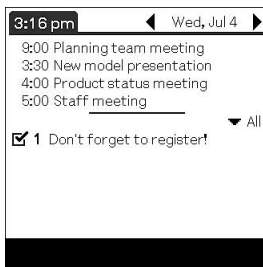 3:16 pm Wed, Jul 4
9:00 Planning team meeting
3:30 New model presentation
4:00 Product status meeting
5:00 Staff meeting
All
1 Don't forget to register!